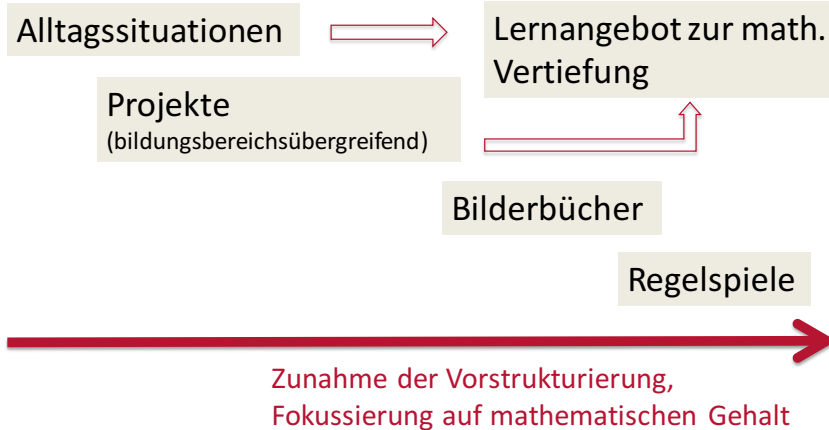 Alltagssituationen
Lernangebot zur math.
Vertiefung
Projekte
(bildungsbereichsübergreifend)
Bilderbücher
Regelspiele
Zunahme der Vorstrukturierung,
Fokussierung auf mathematischen Gehalt